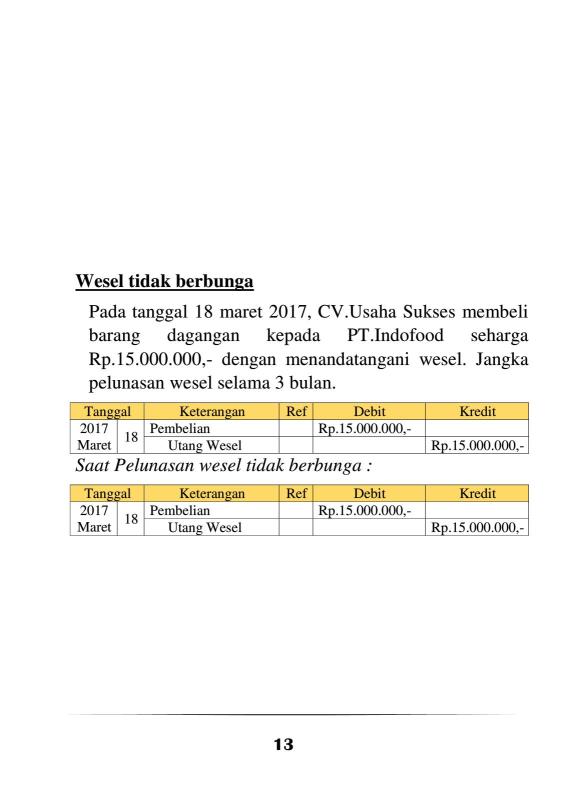 Wesel tidak berbunga
Pada tanggal 18 maret 2017, CV.Usaha Sukses membeli
barang dagangan kepada PT.Indofood seharga
Rp.15.000.000,- dengan menandatangani wesel. Jangka
pelunasan wesel selama 3 bulan.
Tanggal Keterangan Ref Debit Kredit
2017 Maret 18 Pembelian Rp.15.000.000,-
Utang Wesel Rp.15.000.000,-
Saat Pelunasan wesel tidak berbunga :
Tanggal Keterangan Ref Debit Kredit
2017 Maret 18 Pembelian Rp.15.000.000,-
Utang Wesel Rp.15.000.000,-
13